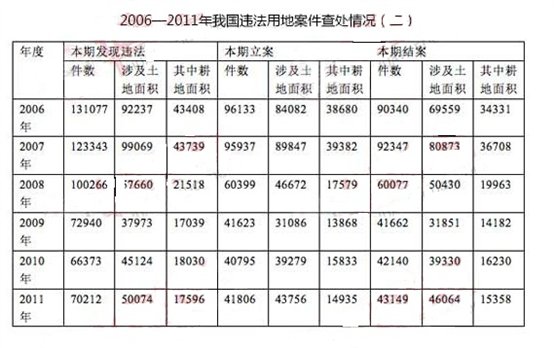 2006—2011年我国违法用地案件查处情况（二）
年度 本期发现违法 本期立案 本期结案
件数 涉及土地面积 其中耕地面积 件数 涉及土地面积 其中耕地面积 件数 涉及土地面积 其中耕地面积
2006年 131077 92237 43408 96133 84082 38680 90340 69559 34331
2007年 123343 99069 43739 95937 89847 39382 92347 80873 36708
2008年 100266 57660 21518 60399 46672 17579 60077 50430 19963
2009年 72940 37973 17039 41623 31086 13868 41662 31851 14182
2010年 66373 45124 18030 40795 39279 15833 42140 39330 16230
2011年 70212 50074 17596 41806 43756 14935 43149 46064 15358